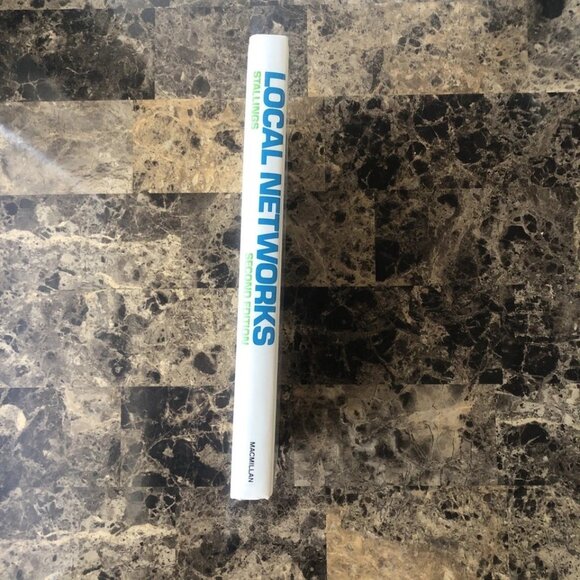 LOCAL NETWORKS
STALLINGS
SECOND EDITION
MACMILLAN